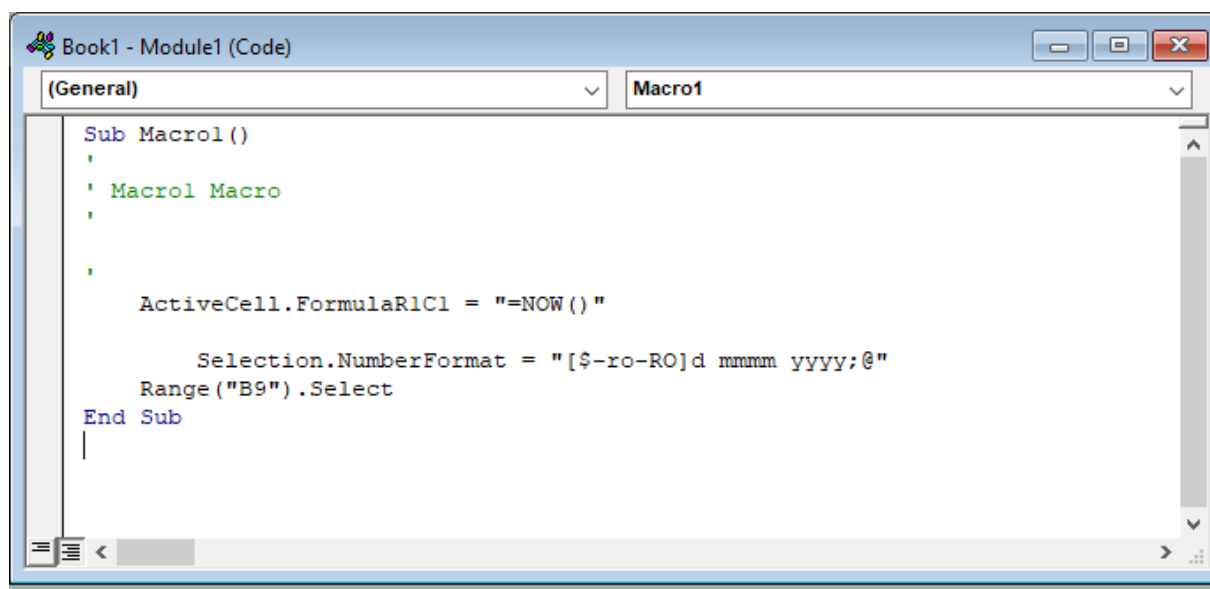 Book1 - Module1 (Code)
(General) Macro1
Sub Macro1()
'
' Macro1 Macro
'
'
ActiveCell.FormulaR1C1 = "=NOW()"
Selection.NumberFormat = "[$-ro-RO]d mmmm yyyy;@"
Range("B9").Select
End Sub